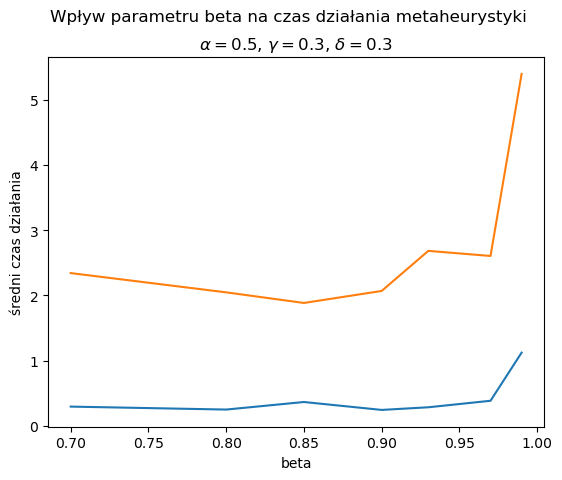 Wpływ parametru beta na czas działania metaheurystyki
α = 0.5, γ = 0.3, δ = 0.3
średni czas działania
5
4
3
2
1
0
0.70 0.75 0.80 0.85 0.90 0.95 1.00
beta